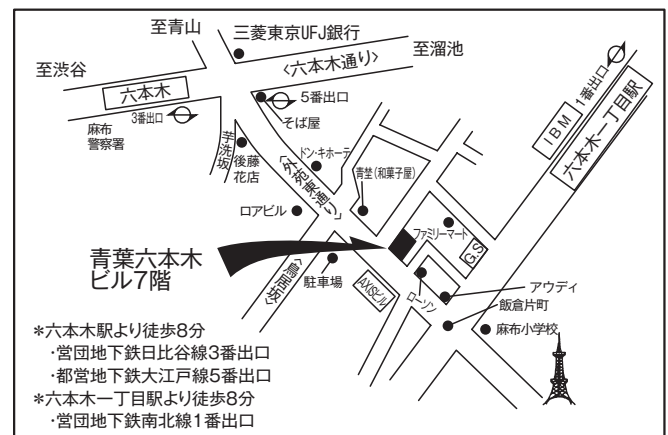 至青山
三菱東京UFJ銀行
至渋谷
〈六本木通り〉
至溜池
六本木
3番出口
麻布
警察署
5番出口
そば屋
芋洗坂
後藤
花店
ドン・キホーテ
〈外苑東通り〉
ロアビル
〈鳥居坂〉
駐車場
AXISビル
ファミリーマート
G.S
ローソン
アウディ
飯倉片町
麻布小学校
IBM
1番出口
六本木一丁目駅
青葉六本木
ビル7階
*六本木駅より徒歩8分
・営団地下鉄日比谷線3番出口
・都営地下鉄大江戸線5番出口
*六本木一丁目駅より徒歩8分
・営団地下鉄南北線1番出口